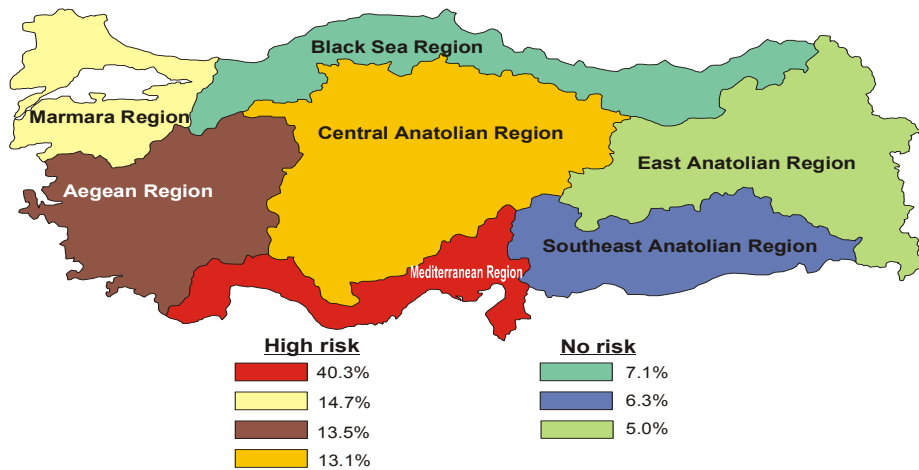 Black Sea Region
Marmara Region
Central Anatolian Region
East Anatolian Region
Aegean Region
Southeast Anatolian Region
Mediterranean Region
High risk
40.3%
14.7%
13.5%
13.1%
No risk
7.1%
6.3%
5.0%